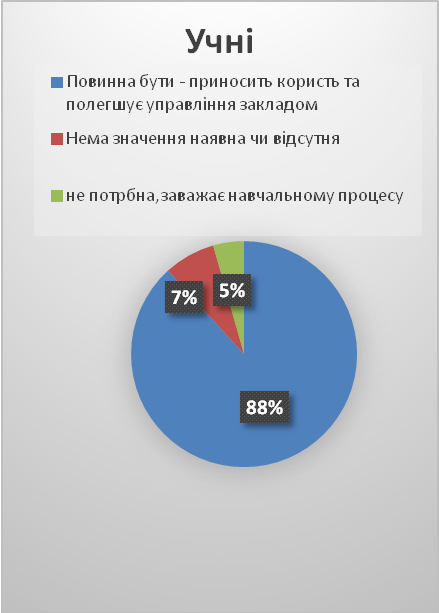 Учні
Повинна бути - приносить користь та
полегшує управління закладом
Нема значення наявна чи відсутня
не потрбна,заважає навчальному процесу
7%
5%
88%